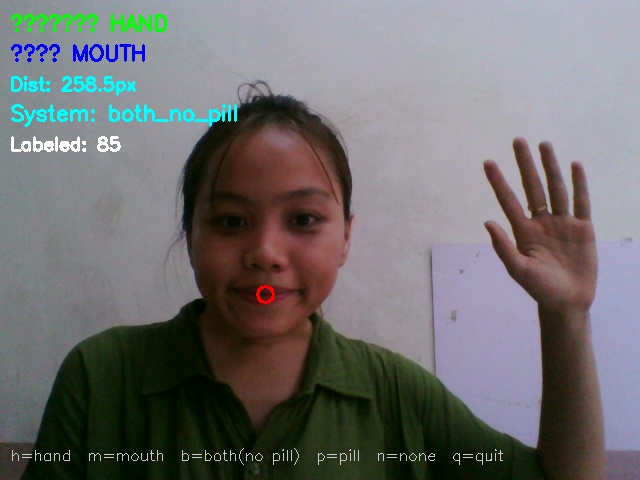 ??????? HAND
???? MOUTH
Dist: 258.5px
System: both_no_pill
Labeled: 85
h=hand m=mouth b=both(no pill) p=pill n=none q=quit